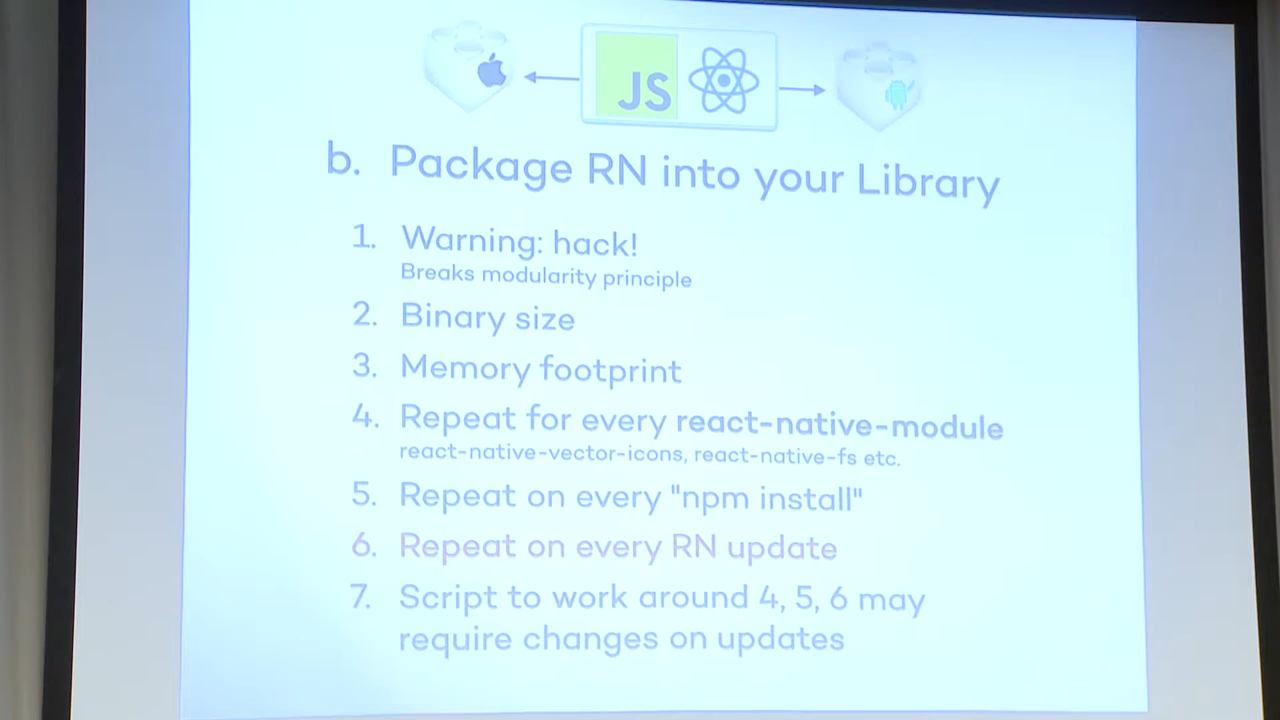 JS
b. Package RN into your Library
1. Warning: hack!
Breaks modularity principle
2. Binary size
3. Memory footprint
4. Repeat for every react-native-module
react-native-vector-icons, react-native-fs etc.
5. Repeat on every "npm install"
6. Repeat on every RN update
7. Script to work around 4, 5, 6 may
require changes on updates